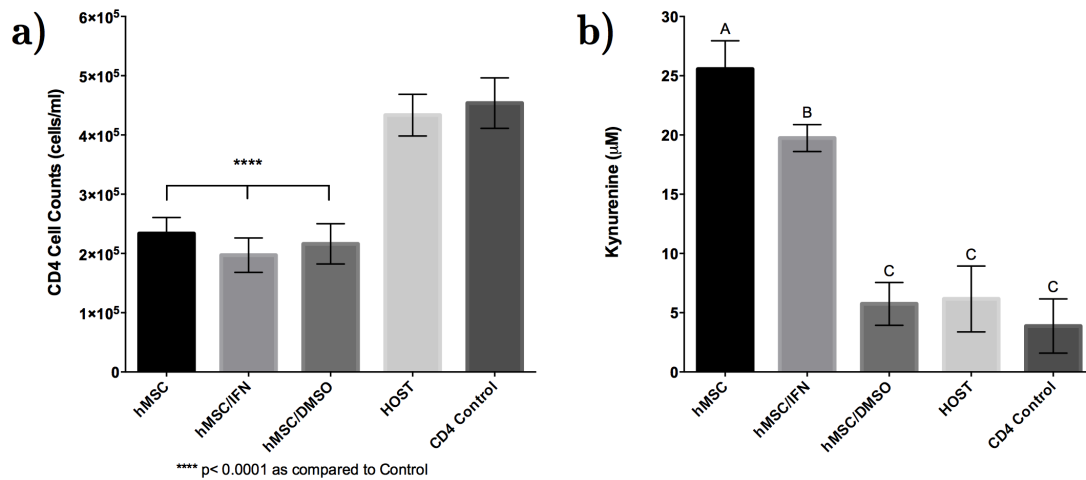 a)
CD4 Cell Counts (cells/ml)
6×10⁵
5×10⁵
4×10⁵
3×10⁵
2×10⁵
1×10⁵
0
****
hMSC
hMSC/IFN
hMSC/DMSO
HOST
CD4 Control
**** p< 0.0001 as compared to Control
b)
Kynurenine (μM)
30
25
20
15
10
5
0
A
B
C
C
C
hMSC
hMSC/IFN
hMSC/DMSO
HOST
CD4 Control